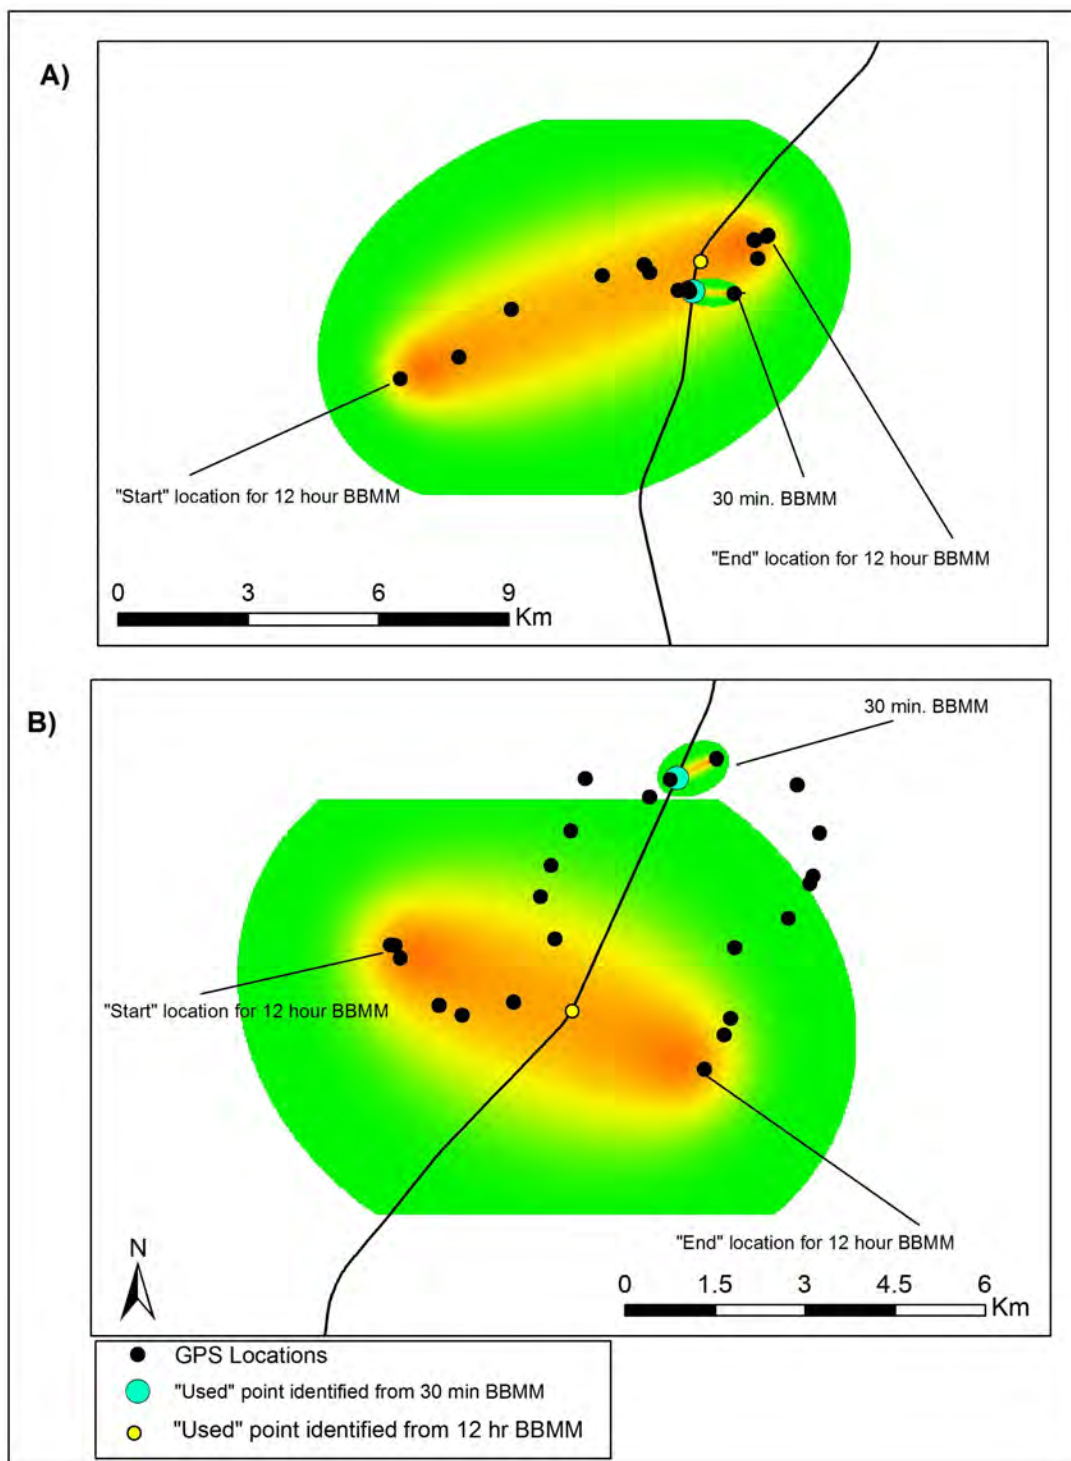 A)
"Start" location for 12 hour BBMM
30 min. BBMM
"End" location for 12 hour BBMM
0 3 6 9
Km
B)
30 min. BBMM
"Start" location for 12 hour BBMM
"End" location for 12 hour BBMM
N
0 1.5 3 4.5 6
Km
GPS Locations
"Used" point identified from 30 min BBMM
"Used" point identified from 12 hr BBMM